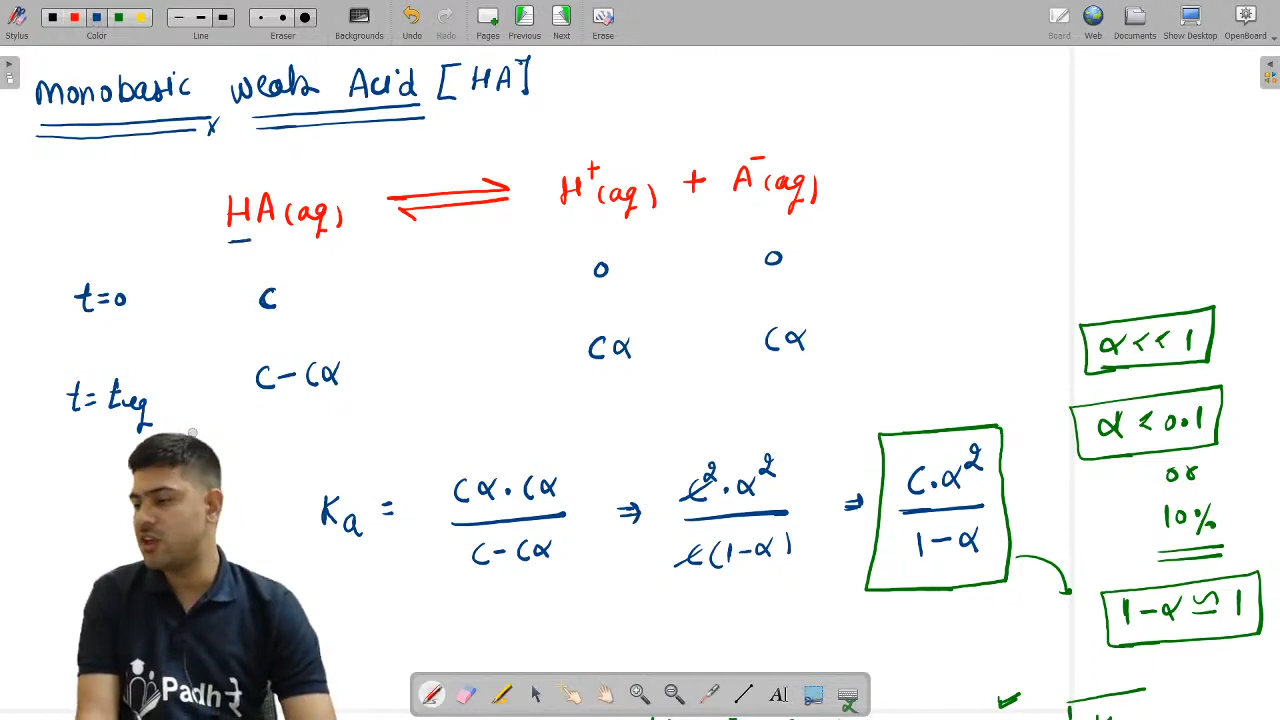 Stylus Color Line Eraser Backgrounds Undo Redo Pages Previous Next Erase Board Web Documents Show Desktop OpenBoard
Monobasic weak Acid [HA]
HA(aq) ⇌ H⁺(aq) + A⁻(aq)
t=0 C 0 0
t=teq C-Cα Cα Cα
Ka = Cα.Cα / C-Cα ⇒ C².α² / C(1-α) ⇒ C.α² / 1-α
α<<1
α<0.1
or
10%
1-α ≃ 1
Padhरे